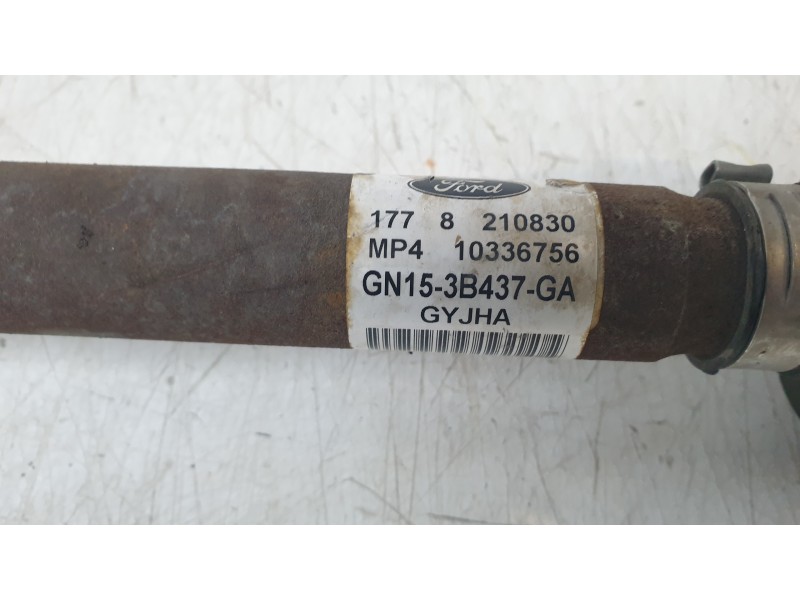 Ford
177 8 210830
MP4 10336756
GN15-3B437-GA
GYJHA